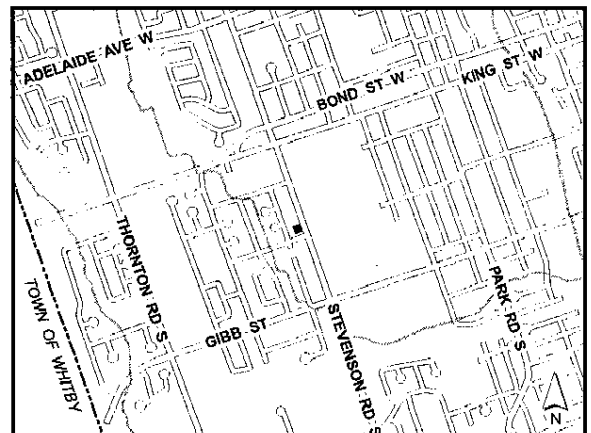 ADELAIDE AVE W
BOND ST W
KING ST W
THORNTON RD S
TOWN OF WHITBY
GIBB ST
STEVENSON RD S
PARK RD S
N